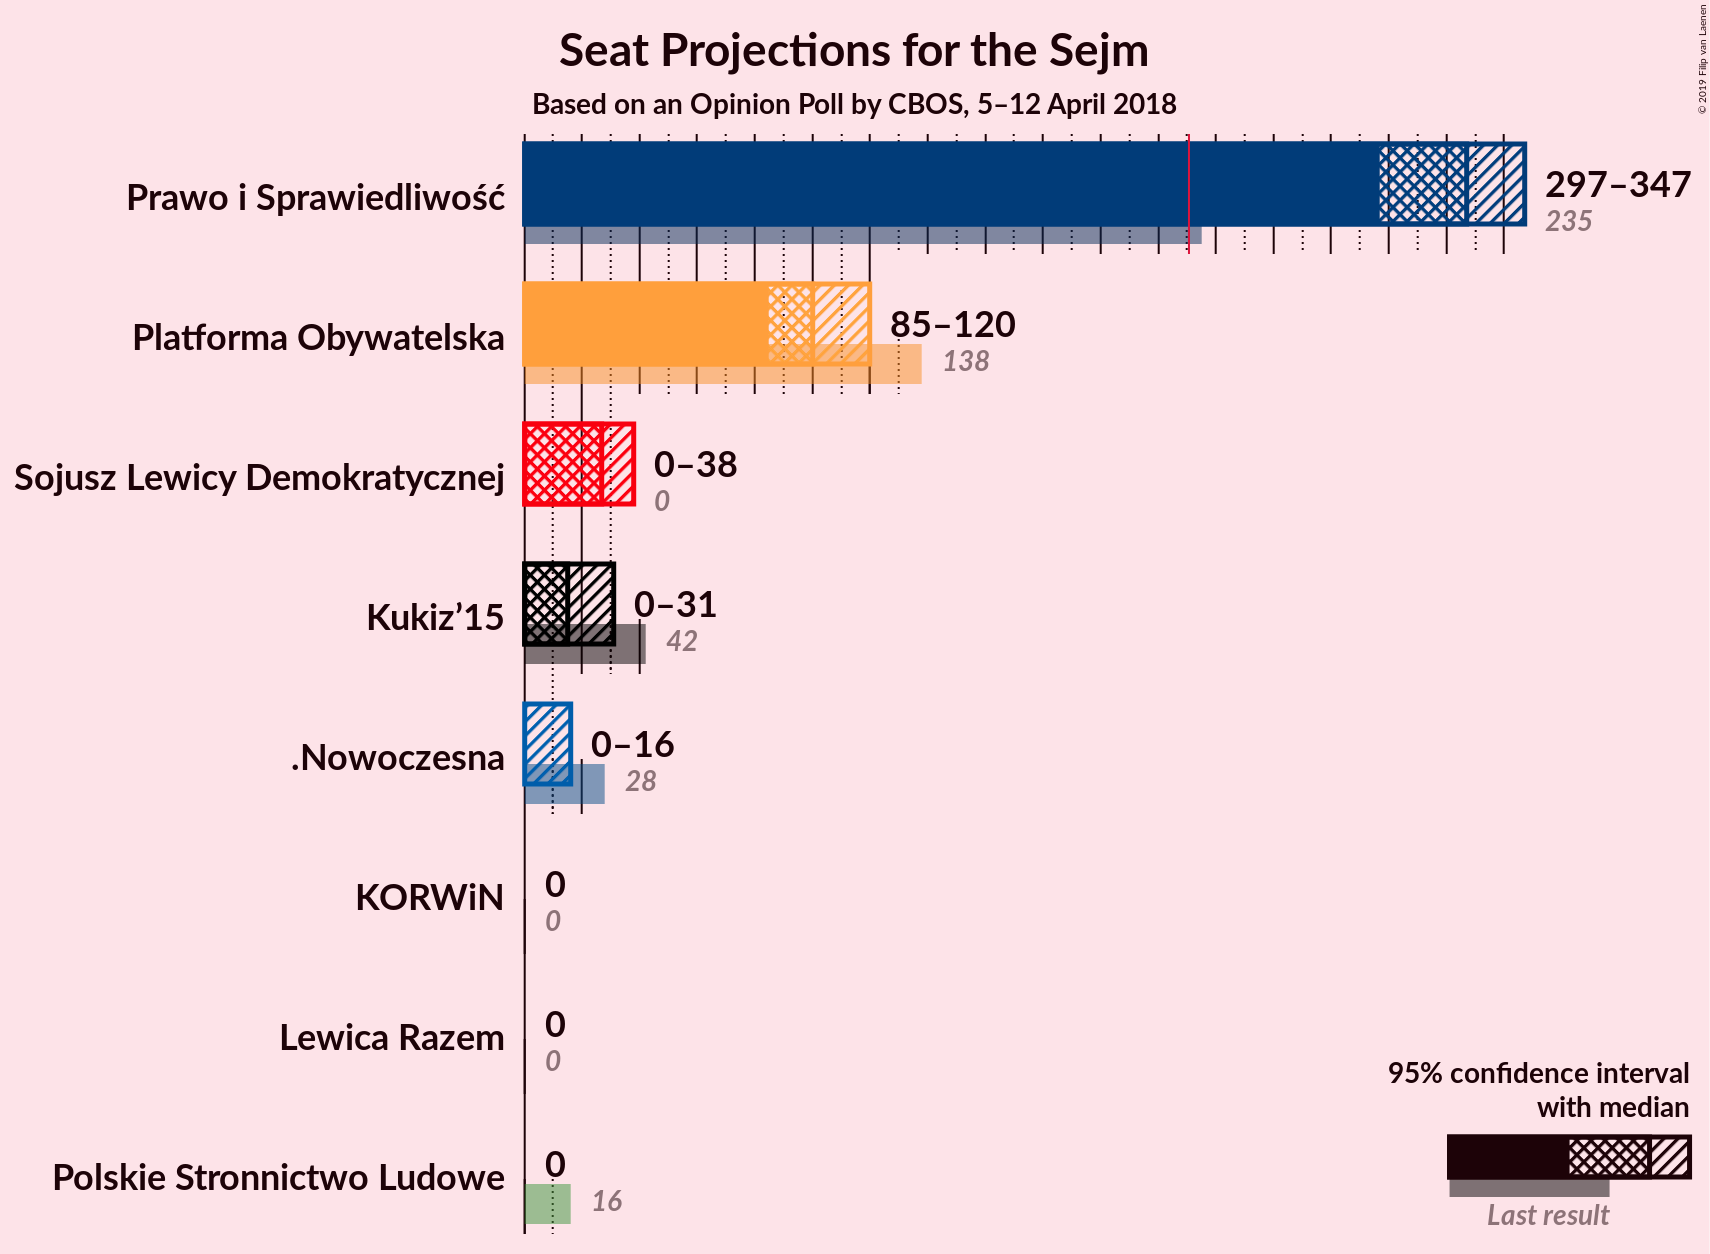 Seat Projections for the Sejm
Based on an Opinion Poll by CBOS, 5–12 April 2018
© 2019 Filip van Laenen
Prawo i Sprawiedliwość
297–347
235
Platforma Obywatelska
85–120
138
Sojusz Lewicy Demokratycznej
0–38
0
Kukiz’15
0–31
42
.Nowoczesna
0–16
28
KORWiN
0
0
Lewica Razem
0
0
Polskie Stronnictwo Ludowe
0
16
95% confidence interval
with median
Last result